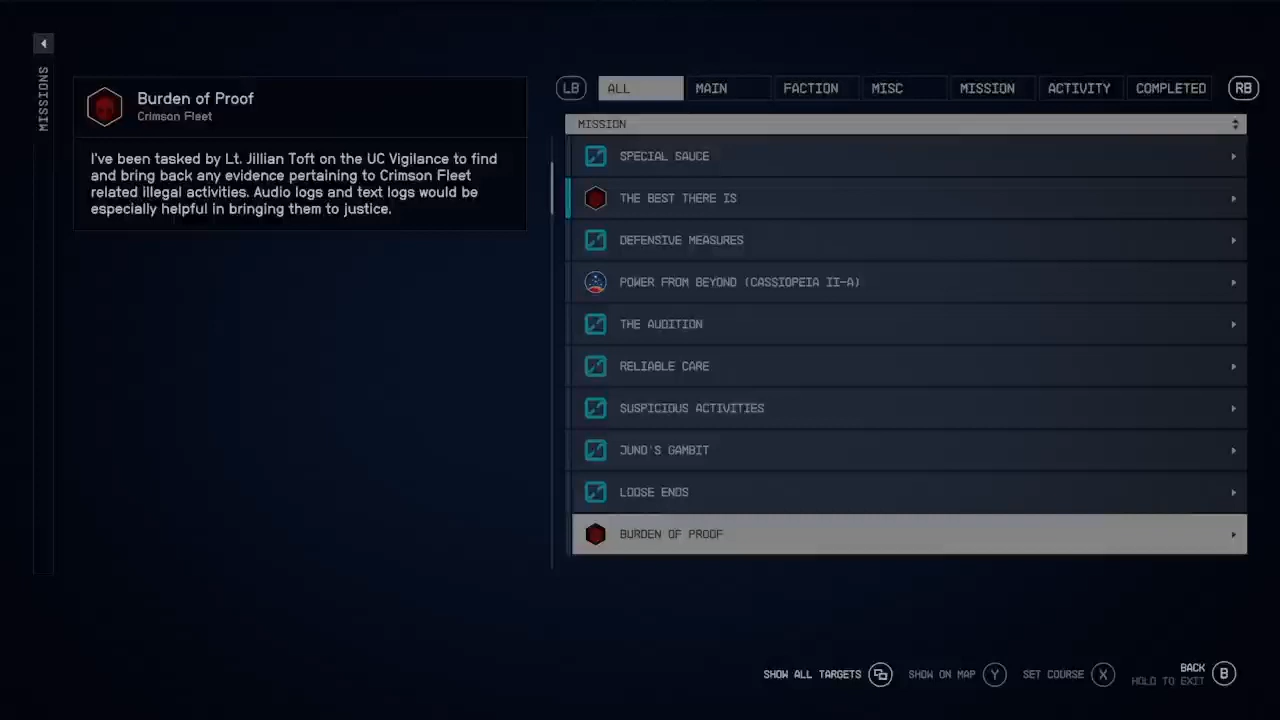 MISSIONS
Burden of Proof
Crimson Fleet
I've been tasked by Lt. Jillian Toft on the UC Vigilance to find
and bring back any evidence pertaining to Crimson Fleet
related illegal activities. Audio logs and text logs would be
especially helpful in bringing them to justice.
LB ALL MAIN FACTION MISC MISSION ACTIVITY COMPLETED RB
MISSION
SPECIAL SAUCE
THE BEST THERE IS
DEFENSIVE MEASURES
POWER FROM BEYOND (CASSIOPEIA II-A)
THE AUDITION
RELIABLE CARE
SUSPICIOUS ACTIVITIES
JUNO'S GAMBIT
LOOSE ENDS
BURDEN OF PROOF
SHOW ALL TARGETS SHOW ON MAP Y SET COURSE X BACK B
HOLD TO EXIT